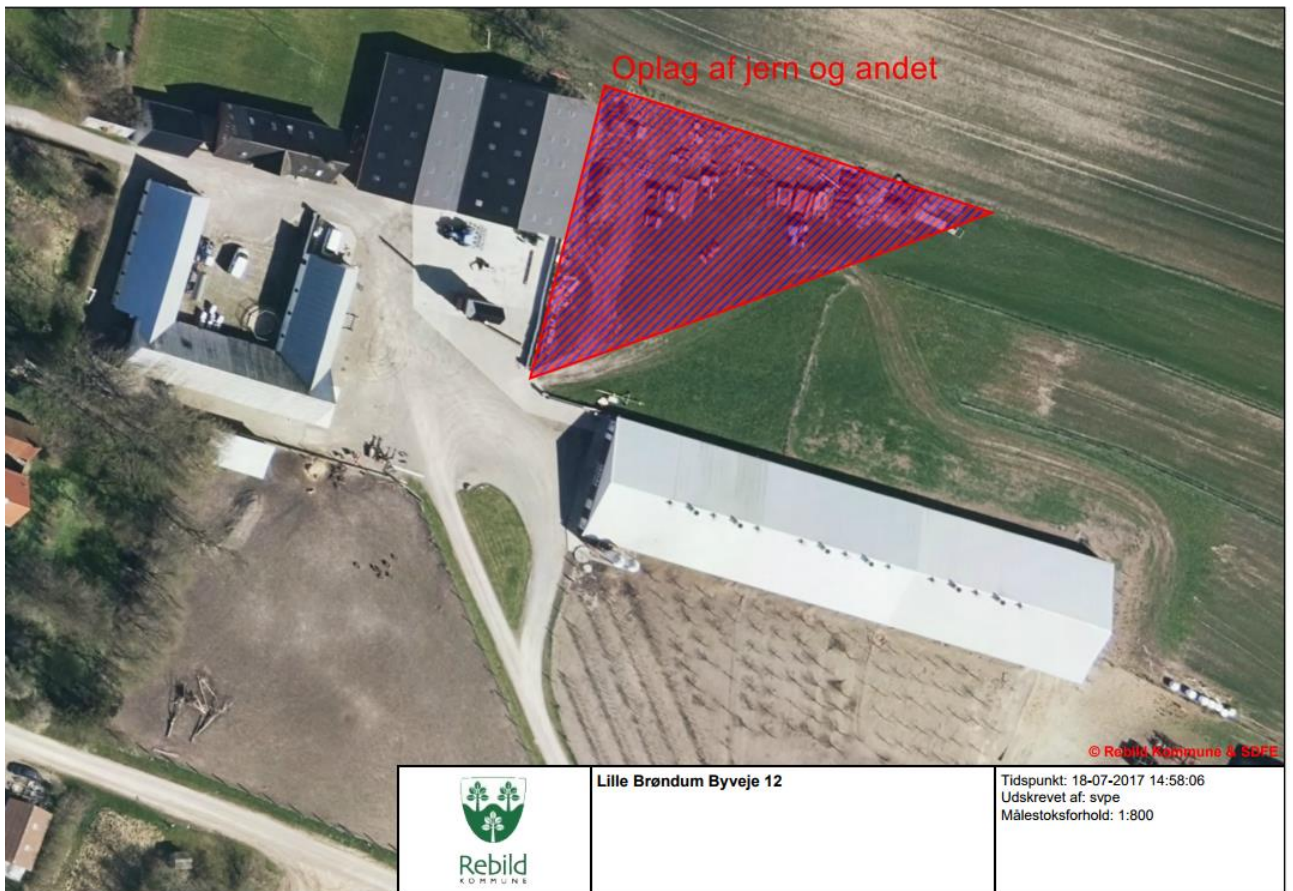 Oplag af jern og andet
© Rebild Kommune & SDFE
Rebild
KOMMUNE
Lille Brøndum Byveje 12
Tidspunkt: 18-07-2017 14:58:06
Udskrevet af: svpe
Målestoksforhold: 1:800